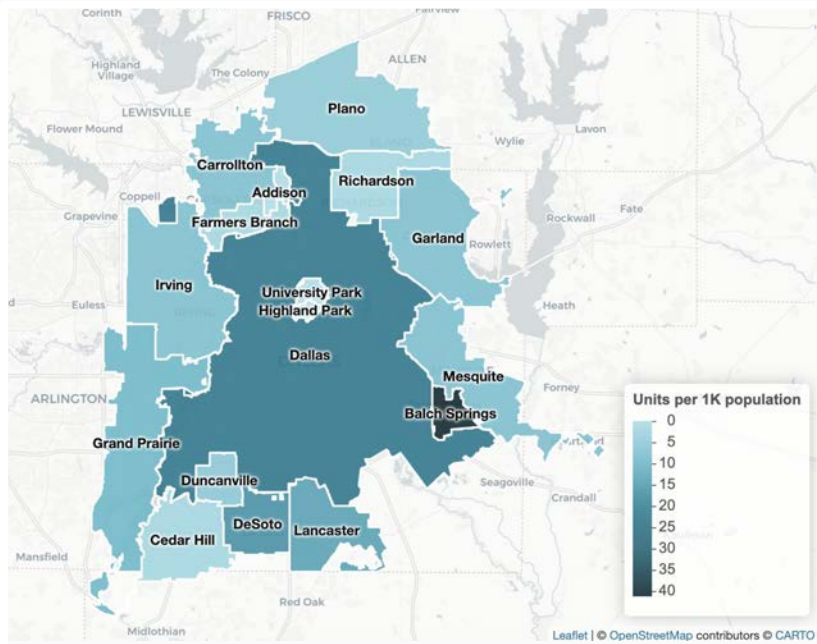 Corinth
FRISCO
Fairview
Highland
Village
The Colony
ALLEN
LEWISVILLE
Plano
Flower Mound
Wylie
Lavon
Carrollton
Coppell
Addison
Richardson
Grapevine
Farmers Branch
Garland
Rowlett
Rockwall
Fate
Irving
University Park
Highland Park
Euless
Heath
Dallas
Mesquite
Forney
ARLINGTON
Balch Springs
Grand Prairie
Duncanville
Seagoville
Crandall
DeSoto
Lancaster
Cedar Hill
Mansfield
Red Oak
Midlothian
Units per 1K population
0
5
10
15
20
25
30
35
40
Leaflet | © OpenStreetMap contributors © CARTO